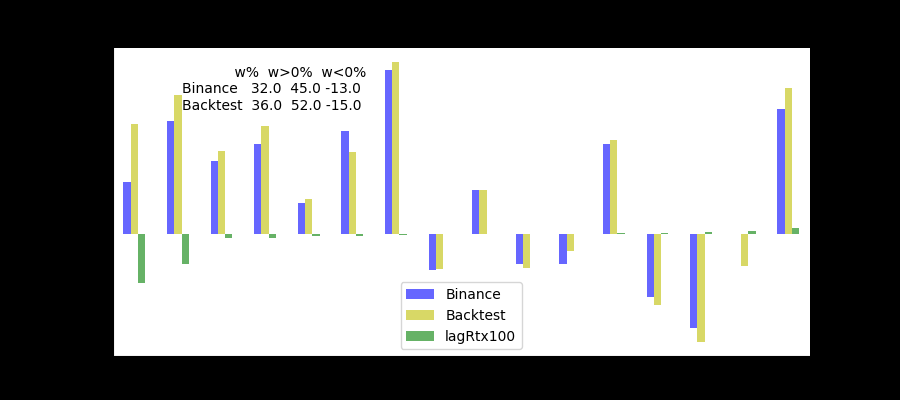 w% w>0% w<0%
Binance 32.0 45.0 -13.0
Backtest 36.0 52.0 -15.0
Binance
Backtest
lagRtx100